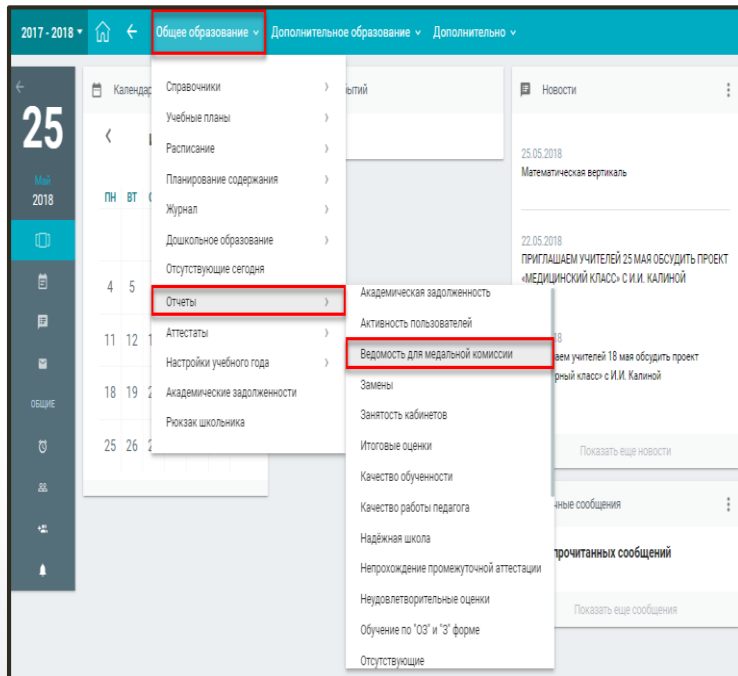 2017 - 2018
Общее образование
Дополнительное образование
Дополнительно
25
Май
2018
ОБЩИЕ
ПН ВТ
4 5
11 12 1
18 19 2
25 26 2
Справочники
Учебные планы
Расписание
Планирование содержания
Журнал
Дошкольное образование
Отсутствующие сегодня
Отчеты
Аттестаты
Настройки учебного года
Академические задолженности
Рюкзак школьника
Академическая задолженность
Активность пользователей
Ведомость для медальной комиссии
Замены
Занятость кабинетов
Итоговые оценки
Качество обученности
Качество работы педагога
Надёжная школа
Непрохождение промежуточной аттестации
Неудовлетворительные оценки
Обучение по "ОЗ" и "З" форме
Отсутствующие
Новости
25.05.2018
Математическая вертикаль
22.05.2018
ПРИГЛАШАЕМ УЧИТЕЛЕЙ 25 МАЯ ОБСУДИТЬ ПРОЕКТ
«МЕДИЦИНСКИЙ КЛАСС» С И.И. КАЛИНОЙ
18
аем учителей 18 мая обсудить проект
рный класс» с И.И. Калиной
Показать еще новости
ные сообщения
прочитанных сообщений
Показать еще сообщения